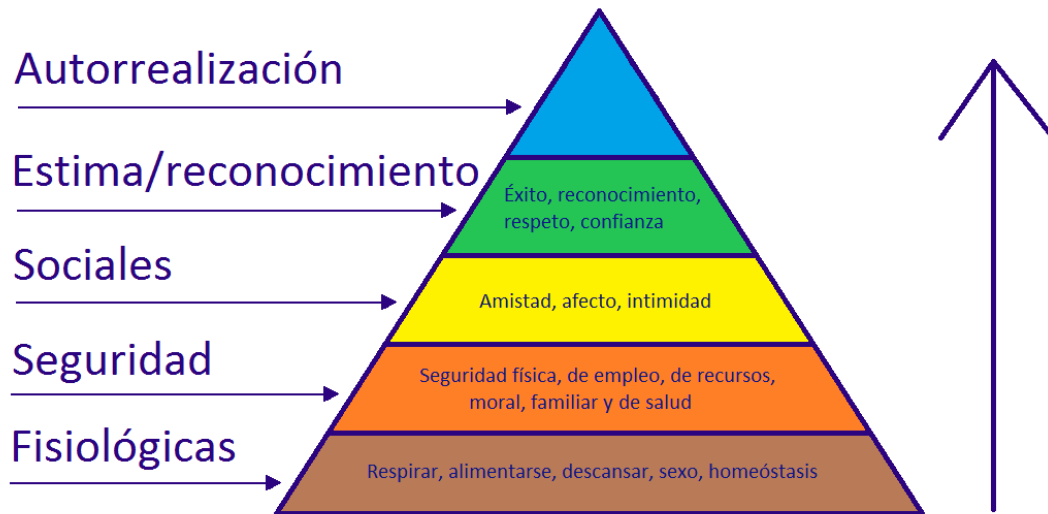 Autorrealización
Estima/reconocimiento
Éxito, reconocimiento,
respeto, confianza
Sociales
Amistad, afecto, intimidad
Seguridad
Seguridad física, de empleo, de recursos,
moral, familiar y de salud
Fisiológicas
Respirar, alimentarse, descansar, sexo, homeóstasis